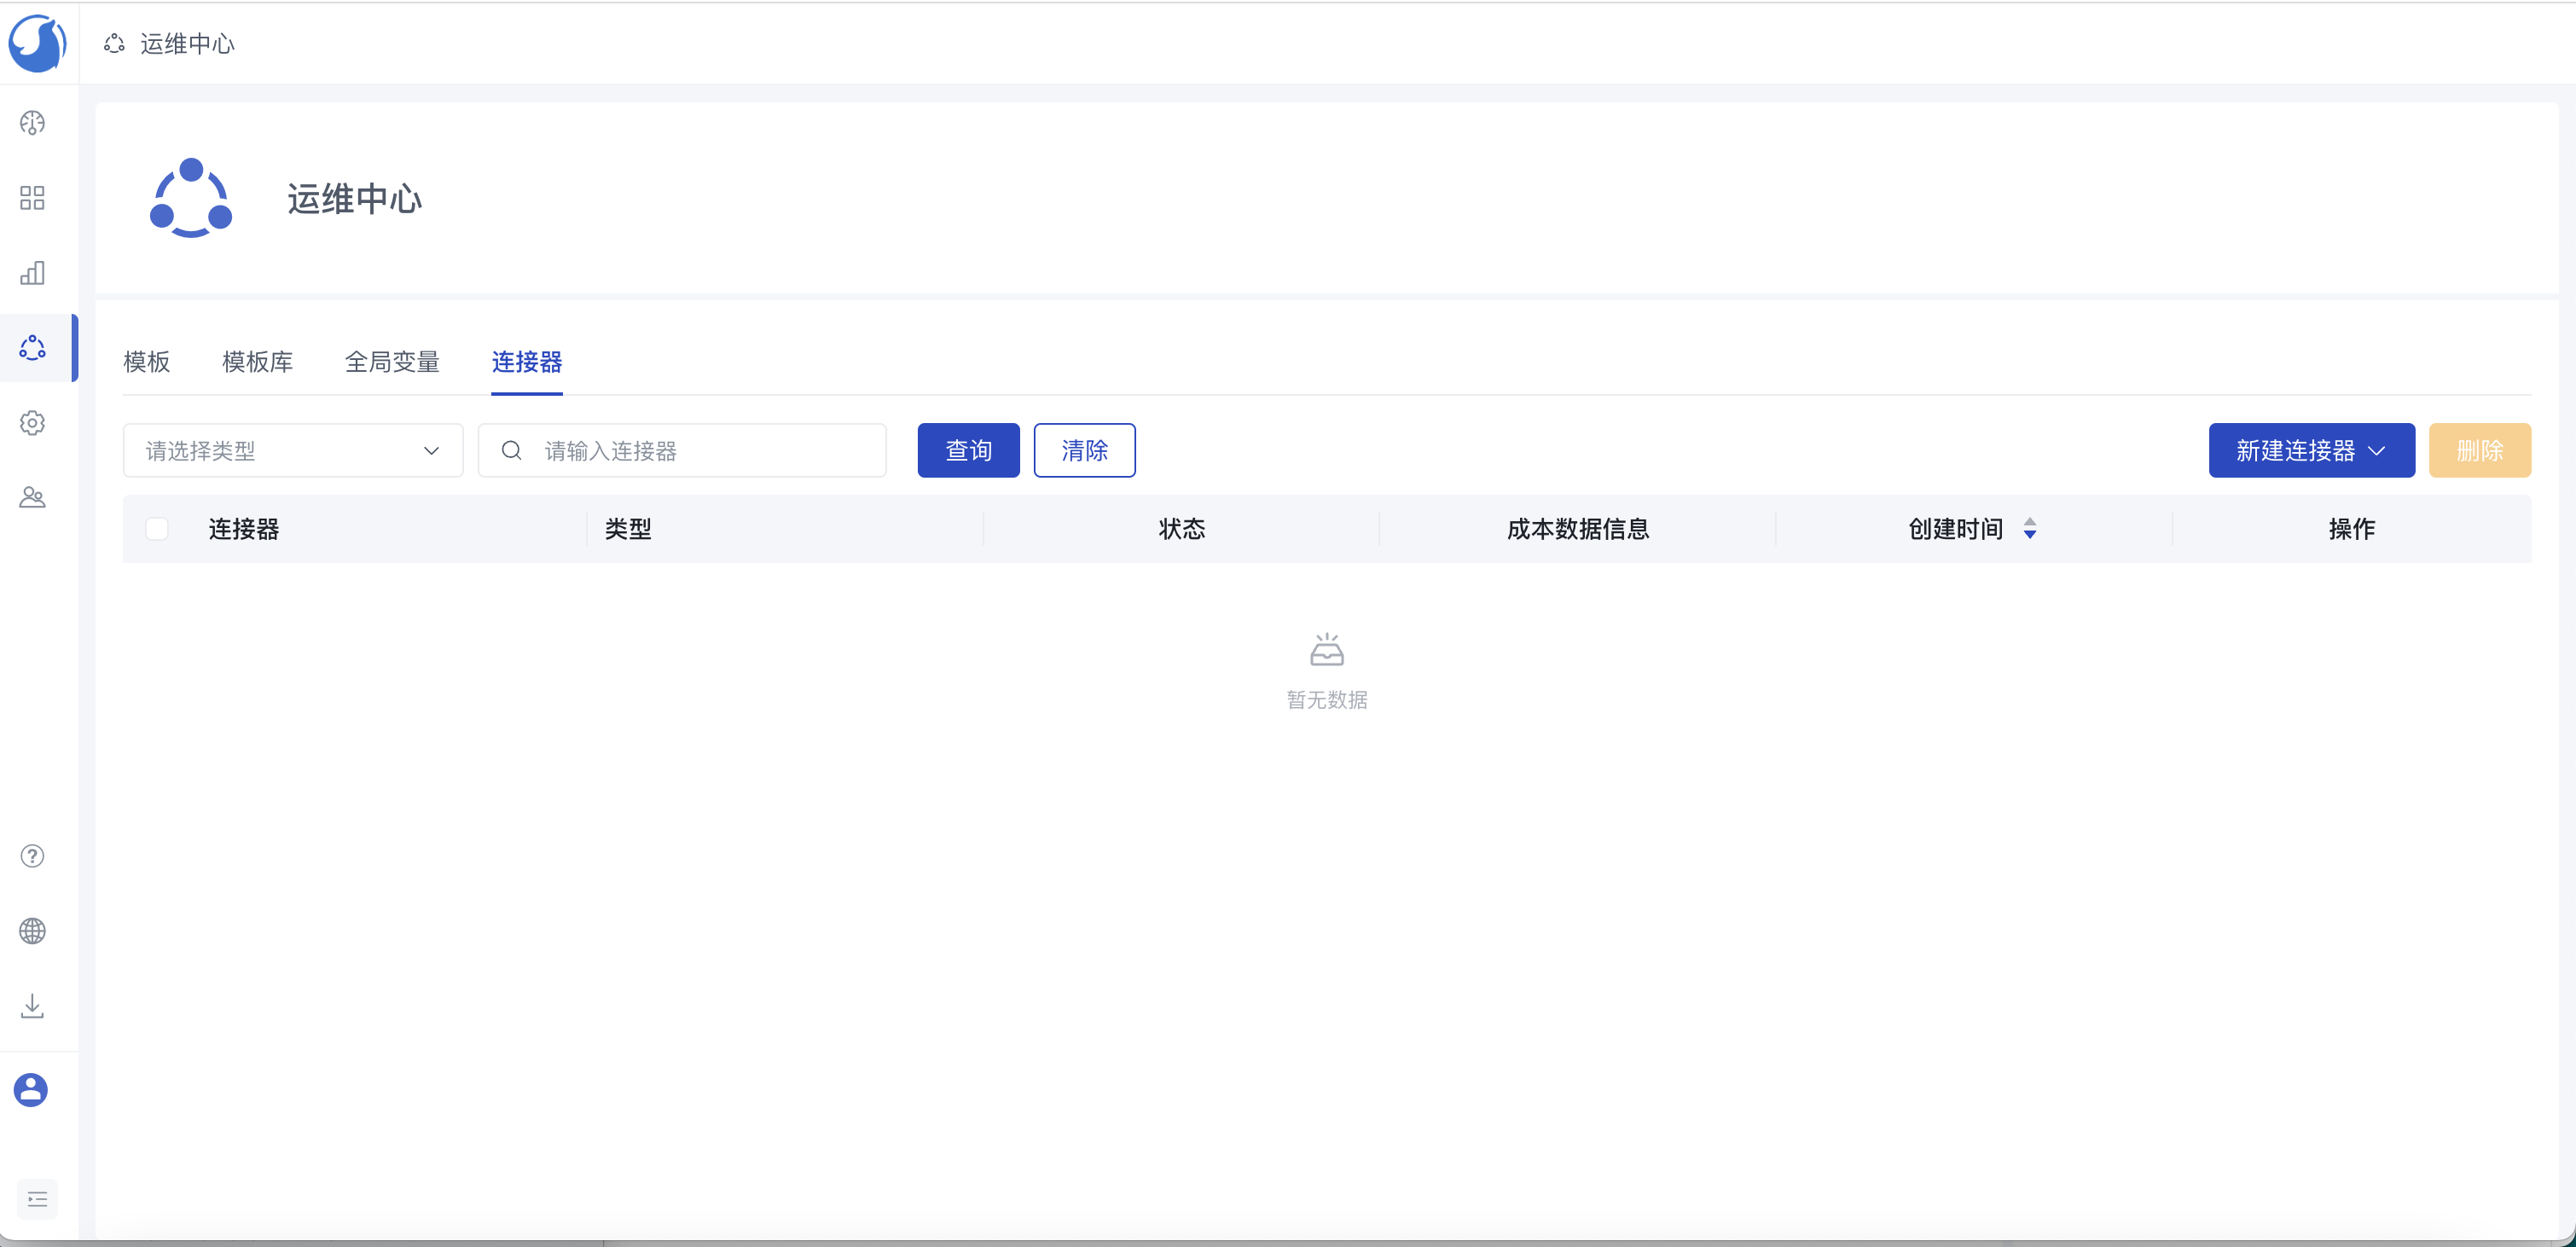 运维中心
运维中心
模板 模板库 全局变量 连接器
请选择类型 请输入连接器 查询 清除 新建连接器 删除
连接器 类型 状态 成本数据信息 创建时间 操作
暂无数据